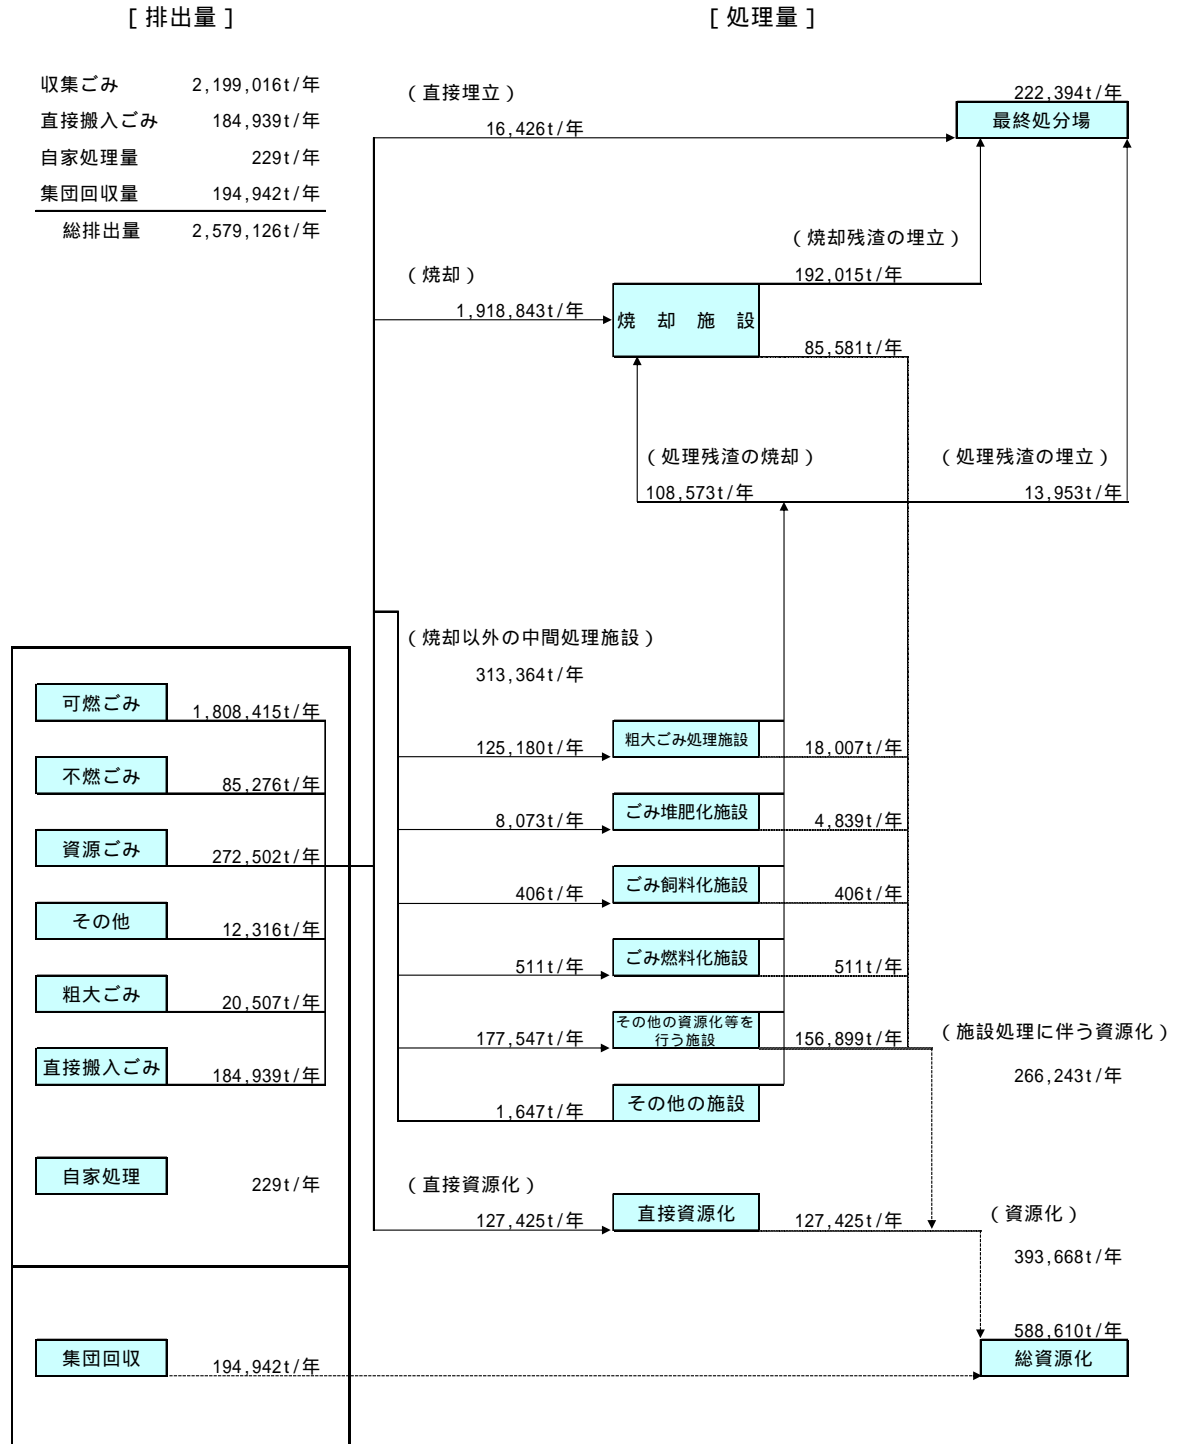 [ 排出量 ]
[ 処理量 ]
収集ごみ 2,199,016t/年
直接搬入ごみ 184,939t/年
自家処理量 229t/年
集団回収量 194,942t/年
総排出量 2,579,126t/年
（直接埋立）
16,426t/年
222,394t/年
最終処分場
（焼却残渣の埋立）
192,015t/年
（焼却）
1,918,843t/年
焼却施設
85,581t/年
（処理残渣の焼却）
108,573t/年
（処理残渣の埋立）
13,953t/年
（焼却以外の中間処理施設）
313,364t/年
可燃ごみ 1,808,415t/年
不燃ごみ 85,276t/年
資源ごみ 272,502t/年
その他 12,316t/年
粗大ごみ 20,507t/年
直接搬入ごみ 184,939t/年
自家処理 229t/年
集団回収 194,942t/年
125,180t/年 粗大ごみ処理施設 18,007t/年
8,073t/年 ごみ堆肥化施設 4,839t/年
406t/年 ごみ飼料化施設 406t/年
511t/年 ごみ燃料化施設 511t/年
177,547t/年 その他の資源化等を
行う施設 156,899t/年
1,647t/年 その他の施設
（施設処理に伴う資源化）
266,243t/年
（直接資源化）
127,425t/年 直接資源化 127,425t/年
（資源化）
393,668t/年
588,610t/年
総資源化